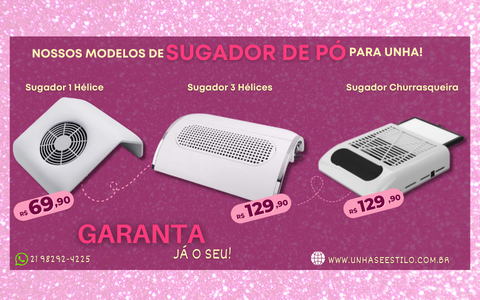 NOSSOS MODELOS DE SUGADOR DE PÓ PARA UNHA!
Sugador 1 Hélice
Sugador 3 Hélices
Sugador Churrasqueira
R$ 69,90
R$ 129,90
R$ 129,90
GARANTA
JÁ O SEU!
21 98292-4225
WWW.UNHASEESTILO.COM.BR